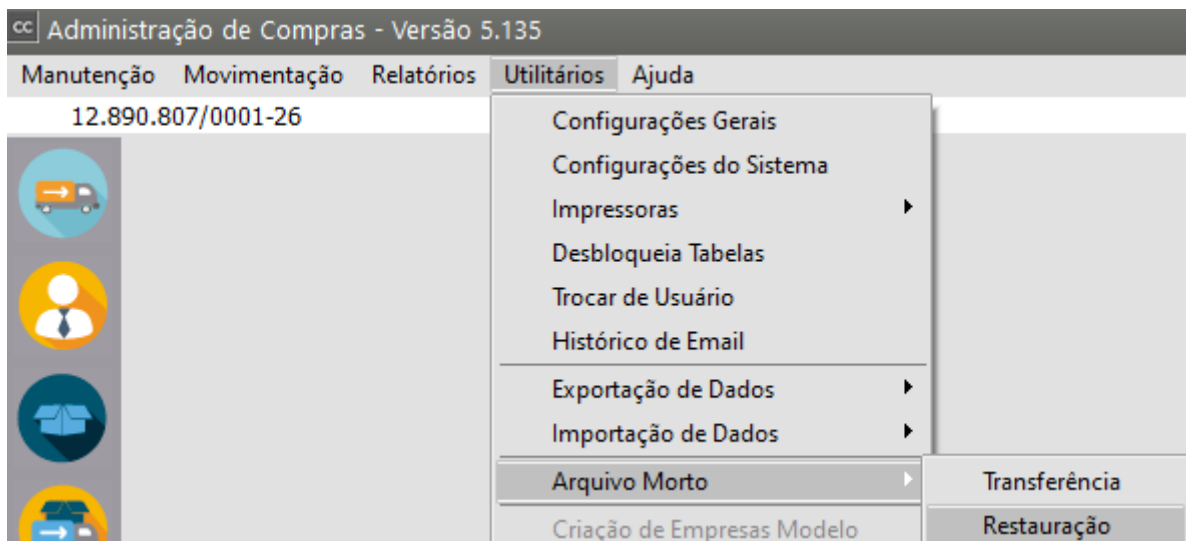 cc Administração de Compras - Versão 5.135
Manutenção Movimentação Relatórios Utilitários Ajuda
12.890.807/0001-26
Configurações Gerais
Configurações do Sistema
Impressoras
Desbloqueia Tabelas
Trocar de Usuário
Histórico de Email
Exportação de Dados
Importação de Dados
Arquivo Morto
Transferência
Criação de Empresas Modelo
Restauração